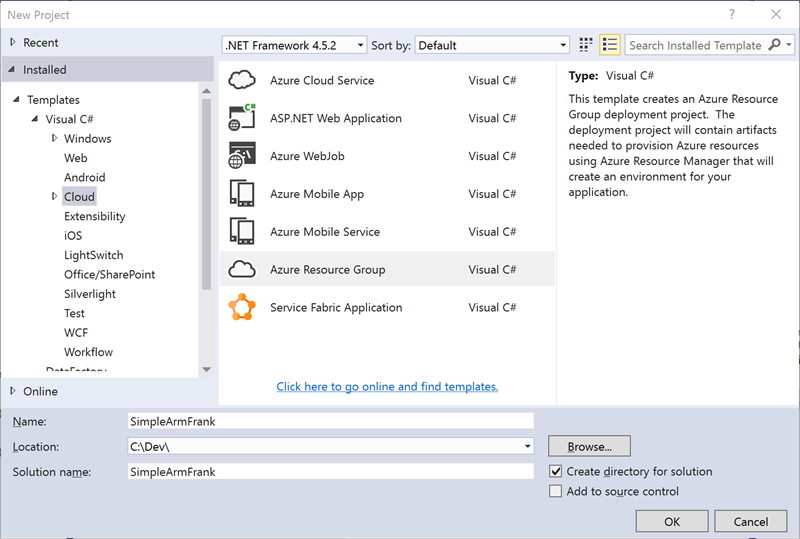 New Project
?
Recent
.NET Framework 4.5.2
Sort by:
Default
Search Installed Template
Installed
Templates
Visual C#
Windows
Web
Android
Cloud
Extensibility
iOS
LightSwitch
Office/SharePoint
Silverlight
Test
WCF
Workflow
DataFactory
Online
Azure Cloud Service Visual C#
ASP.NET Web Application Visual C#
Azure WebJob Visual C#
Azure Mobile App Visual C#
Azure Mobile Service Visual C#
Azure Resource Group Visual C#
Service Fabric Application Visual C#
Click here to go online and find templates.
Type: Visual C#
This template creates an Azure Resource
Group deployment project. The
deployment project will contain artifacts
needed to provision Azure resources
using Azure Resource Manager that will
create an environment for your
application.
Name: SimpleArmFrank
Location: C:\Dev\
Browse...
Solution name: SimpleArmFrank
Create directory for solution
Add to source control
OK
Cancel